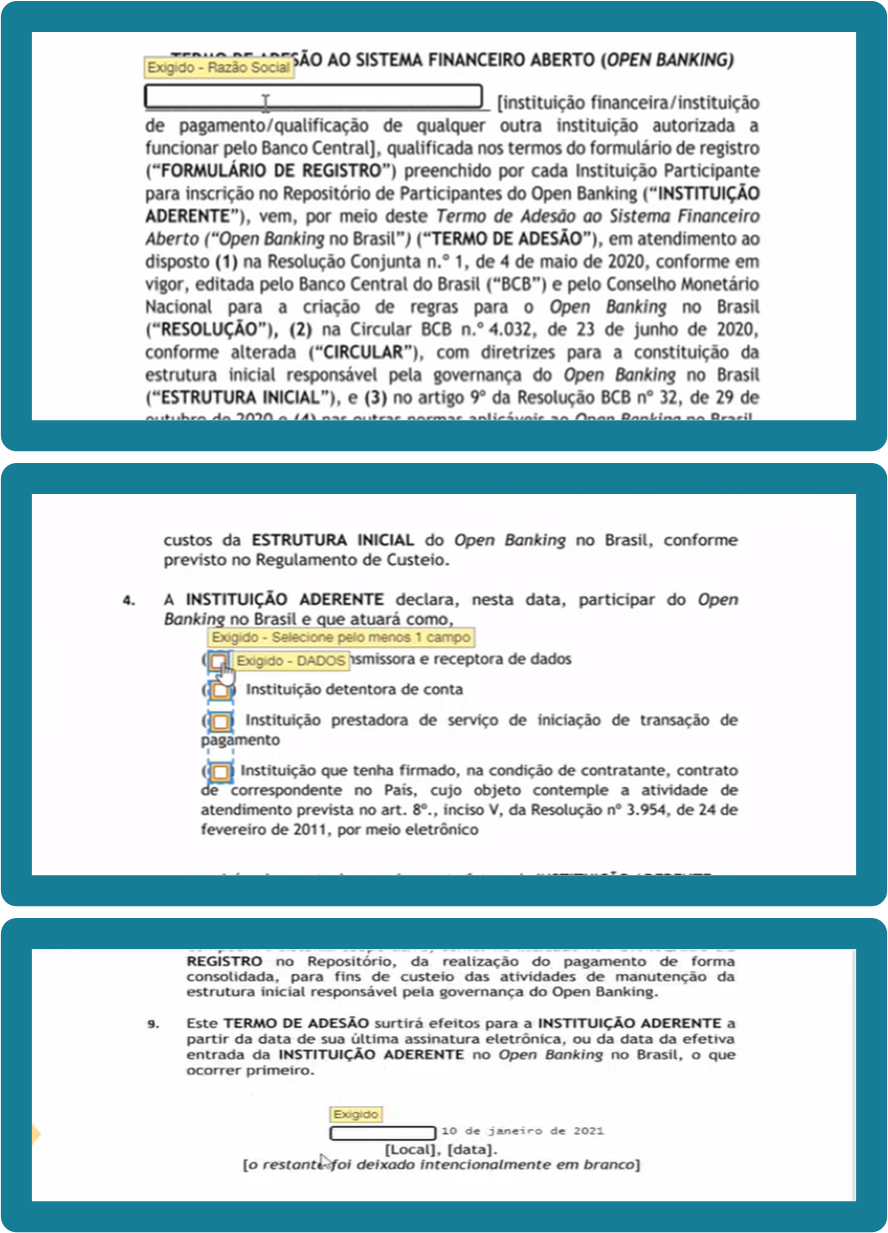 TERMO DE ADESÃO AO SISTEMA FINANCEIRO ABERTO (OPEN BANKING)
Exigido - Razão Social
[instituição financeira/instituição
de pagamento/qualificação de qualquer outra instituição autorizada a
funcionar pelo Banco Central], qualificada nos termos do formulário de registro
(“FORMULÁRIO DE REGISTRO”) preenchido por cada Instituição Participante
para inscrição no Repositório de Participantes do Open Banking (“INSTITUIÇÃO
ADERENTE”), vem, por meio deste Termo de Adesão ao Sistema Financeiro
Aberto (“Open Banking no Brasil”) (“TERMO DE ADESÃO”), em atendimento ao
disposto (1) na Resolução Conjunta n.º 1, de 4 de maio de 2020, conforme em
vigor, editada pelo Banco Central do Brasil (“BCB”) e pelo Conselho Monetário
Nacional para a criação de regras para o Open Banking no Brasil
(“RESOLUÇÃO”), (2) na Circular BCB n.º 4.032, de 23 de junho de 2020,
conforme alterada (“CIRCULAR”), com diretrizes para a constituição da
estrutura inicial responsável pela governança do Open Banking no Brasil
(“ESTRUTURA INICIAL”), e (3) no artigo 9º da Resolução BCB nº 32, de 29 de
outubro de 2020 e (4) nas outras normas aplicáveis ao Open Banking no Brasil,
custos da ESTRUTURA INICIAL do Open Banking no Brasil, conforme
previsto no Regulamento de Custeio.
4. A INSTITUIÇÃO ADERENTE declara, nesta data, participar do Open
Banking no Brasil e que atuará como,
Exigido - Selecione pelo menos 1 campo
( Exigido - DADOS nsmissora e receptora de dados
( ) Instituição detentora de conta
( ) Instituição prestadora de serviço de iniciação de transação de
pagamento
( ) Instituição que tenha firmado, na condição de contratante, contrato
de correspondente no País, cujo objeto contemple a atividade de
atendimento prevista no art. 8º., inciso V, da Resolução nº 3.954, de 24 de
fevereiro de 2011, por meio eletrônico
INSTITUIÇÃO ADERENTE
REGISTRO no Repositório, da realização do pagamento de forma
consolidada, para fins de custeio das atividades de manutenção da
estrutura inicial responsável pela governança do Open Banking.
9. Este TERMO DE ADESÃO surtirá efeitos para a INSTITUIÇÃO ADERENTE a
partir da data de sua última assinatura eletrônica, ou da data da efetiva
entrada da INSTITUIÇÃO ADERENTE no Open Banking no Brasil, o que
ocorrer primeiro.
Exigido
10 de janeiro de 2021
[Local], [data].
[o restante foi deixado intencionalmente em branco]